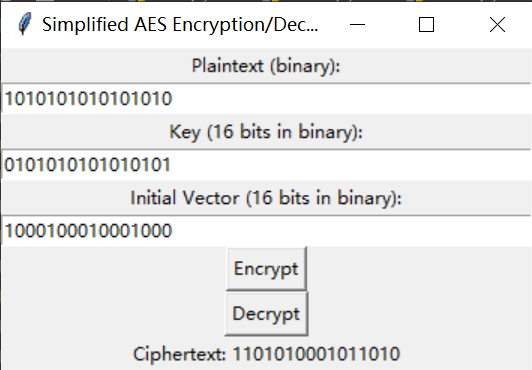 Simplified AES Encryption/Dec...
Plaintext (binary):
1010101010101010
Key (16 bits in binary):
0101010101010101
Initial Vector (16 bits in binary):
1000100010001000
Encrypt
Decrypt
Ciphertext: 1101010001011010